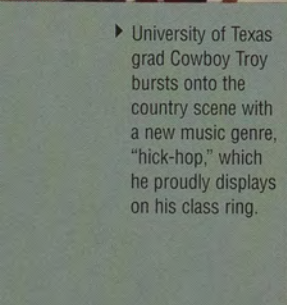 University of Texas
grad Cowboy Troy
bursts onto the
country scene with
a new music genre,
“hick-hop,” which
he proudly displays
on his class ring.